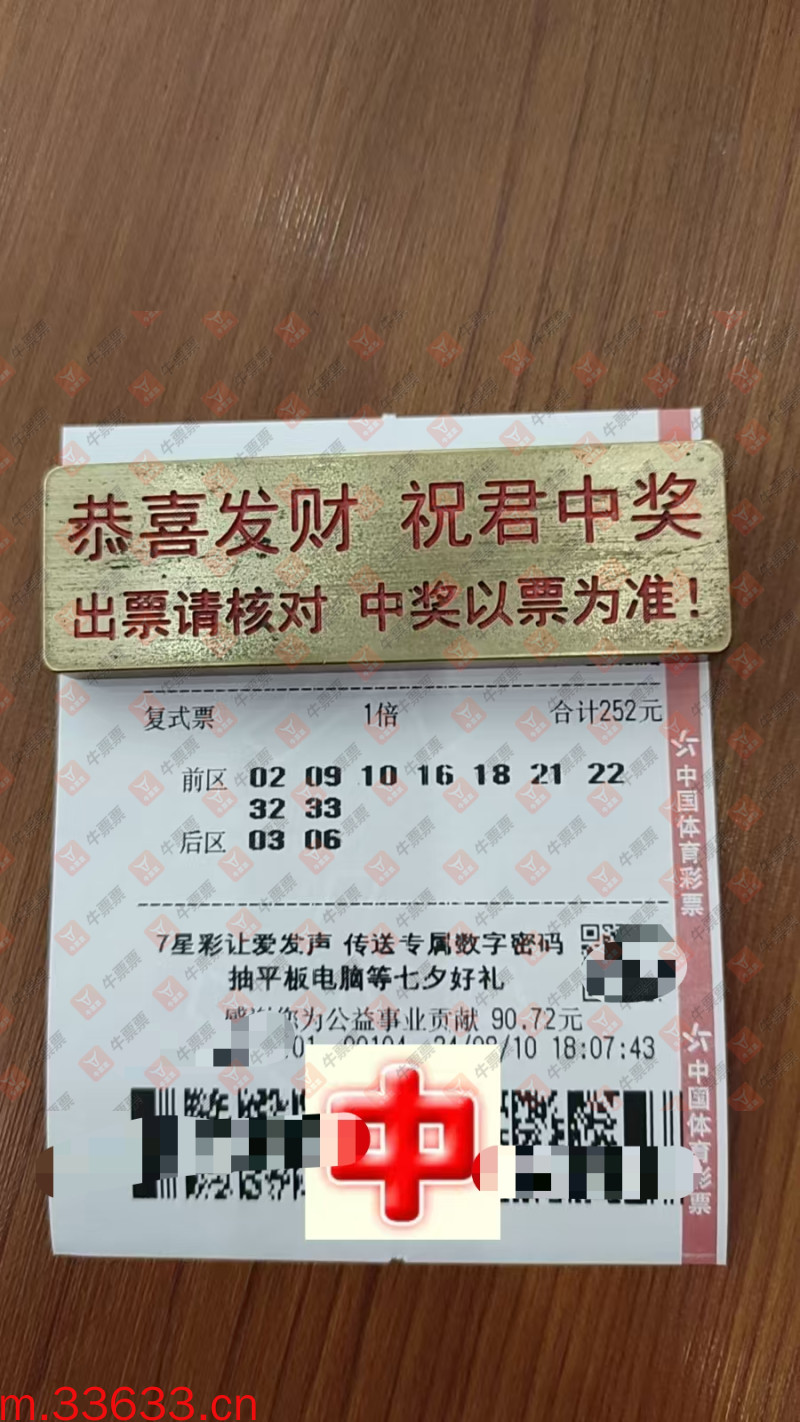 恭喜发财 祝君中奖
出票请核对 中奖以票为准！
复式票 1倍 合计252元
前区 02 09 10 16 18 21 22
32 33
后区 03 06
7星彩让爱发声 传送专属数字密码
抽平板电脑等七夕好礼
感谢您为公益事业贡献 90.72元
18:07:43
中
中国体育彩票
中国体育彩票
牛票票
m.33633.cn